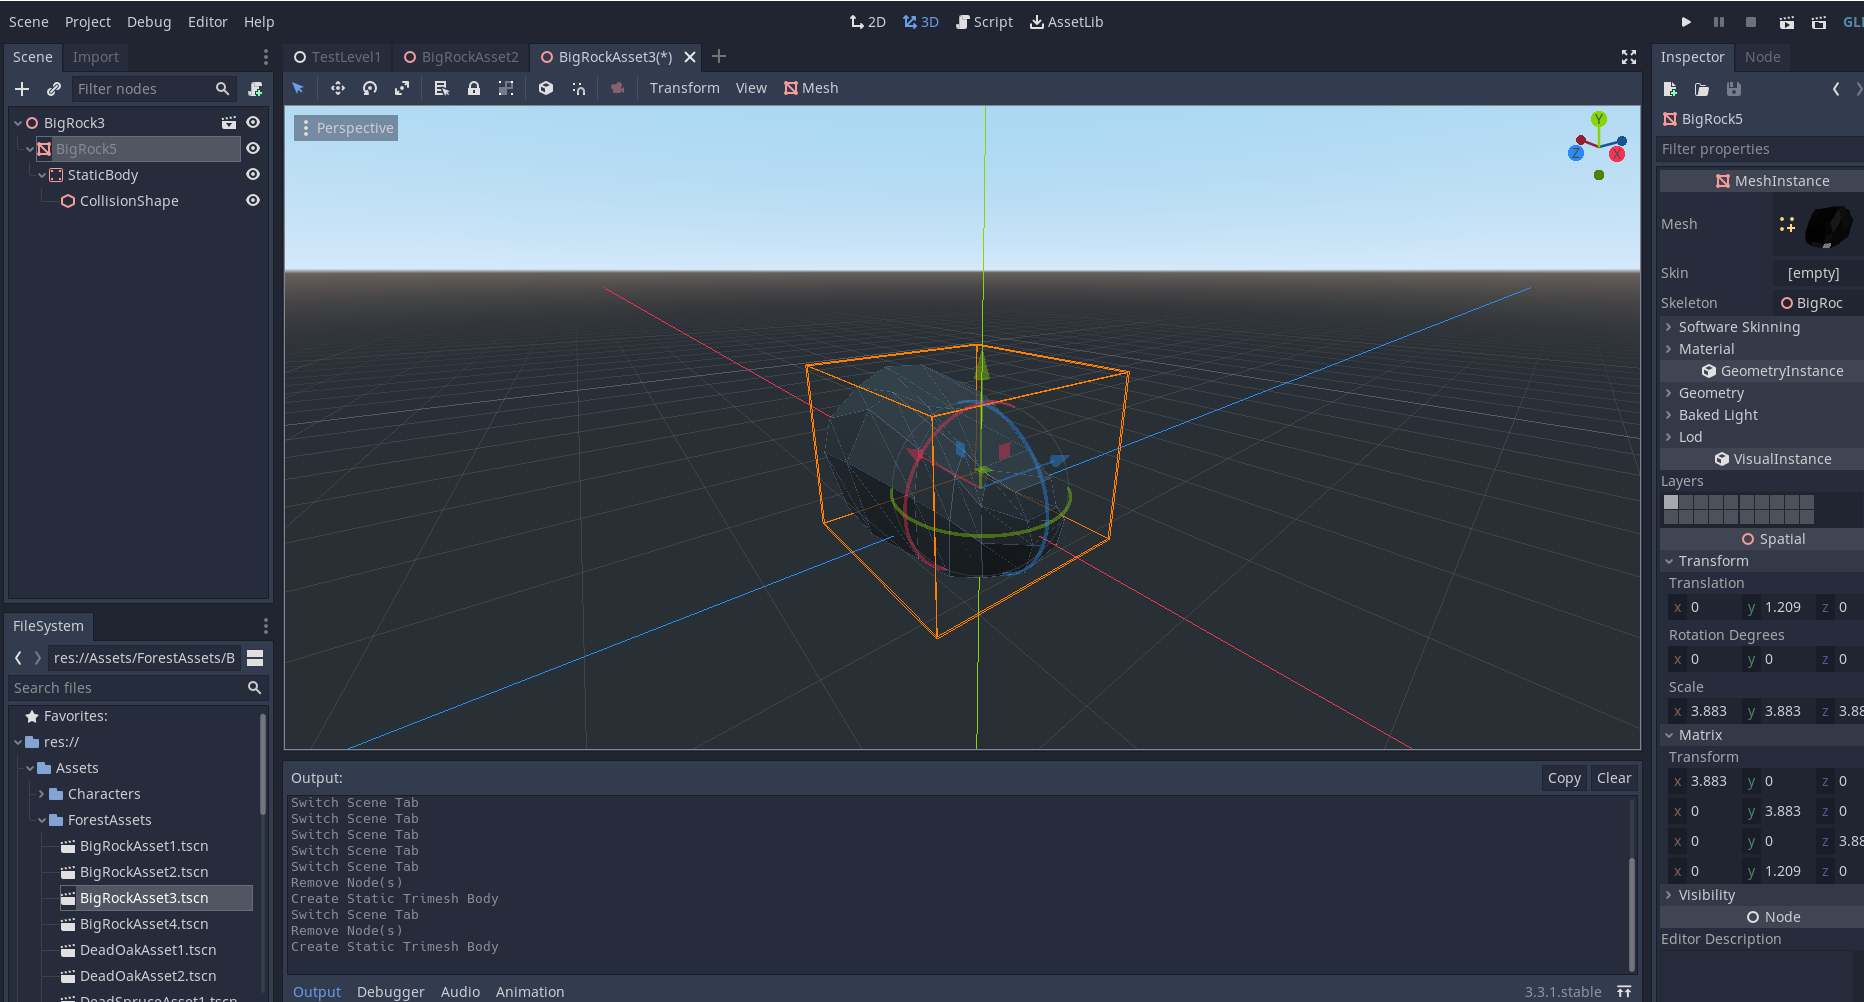 Scene Project Debug Editor Help
2D 3D Script AssetLib
Scene Import
Filter nodes
BigRock3
BigRock5
StaticBody
CollisionShape
FileSystem
res://Assets/ForestAssets/B
Search files
Favorites:
res://
Assets
Characters
ForestAssets
BigRockAsset1.tscn
BigRockAsset2.tscn
BigRockAsset3.tscn
BigRockAsset4.tscn
DeadOakAsset1.tscn
DeadOakAsset2.tscn
DeadSpruceAsset1.tscn
TestLevel1 BigRockAsset2 BigRockAsset3(*)
Transform View Mesh
Perspective
Y
Z X
Output: Copy Clear
Switch Scene Tab
Switch Scene Tab
Switch Scene Tab
Switch Scene Tab
Switch Scene Tab
Remove Node(s)
Create Static Trimesh Body
Switch Scene Tab
Remove Node(s)
Create Static Trimesh Body
Output Debugger Audio Animation 3.3.1.stable
Inspector Node
BigRock5
Filter properties
MeshInstance
Mesh
Skin [empty]
Skeleton BigRoc
Software Skinning
Material
GeometryInstance
Geometry
Baked Light
Lod
VisualInstance
Layers
Spatial
Transform
Translation
x 0 y 1.209 z 0
Rotation Degrees
x 0 y 0 z 0
Scale
x 3.883 y 3.883 z 3.88
Matrix
Transform
x 3.883 y 0 z 0
x 0 y 3.883 z 0
x 0 y 0 z 3.88
x 0 y 1.209 z 0
Visibility
Node
Editor Description